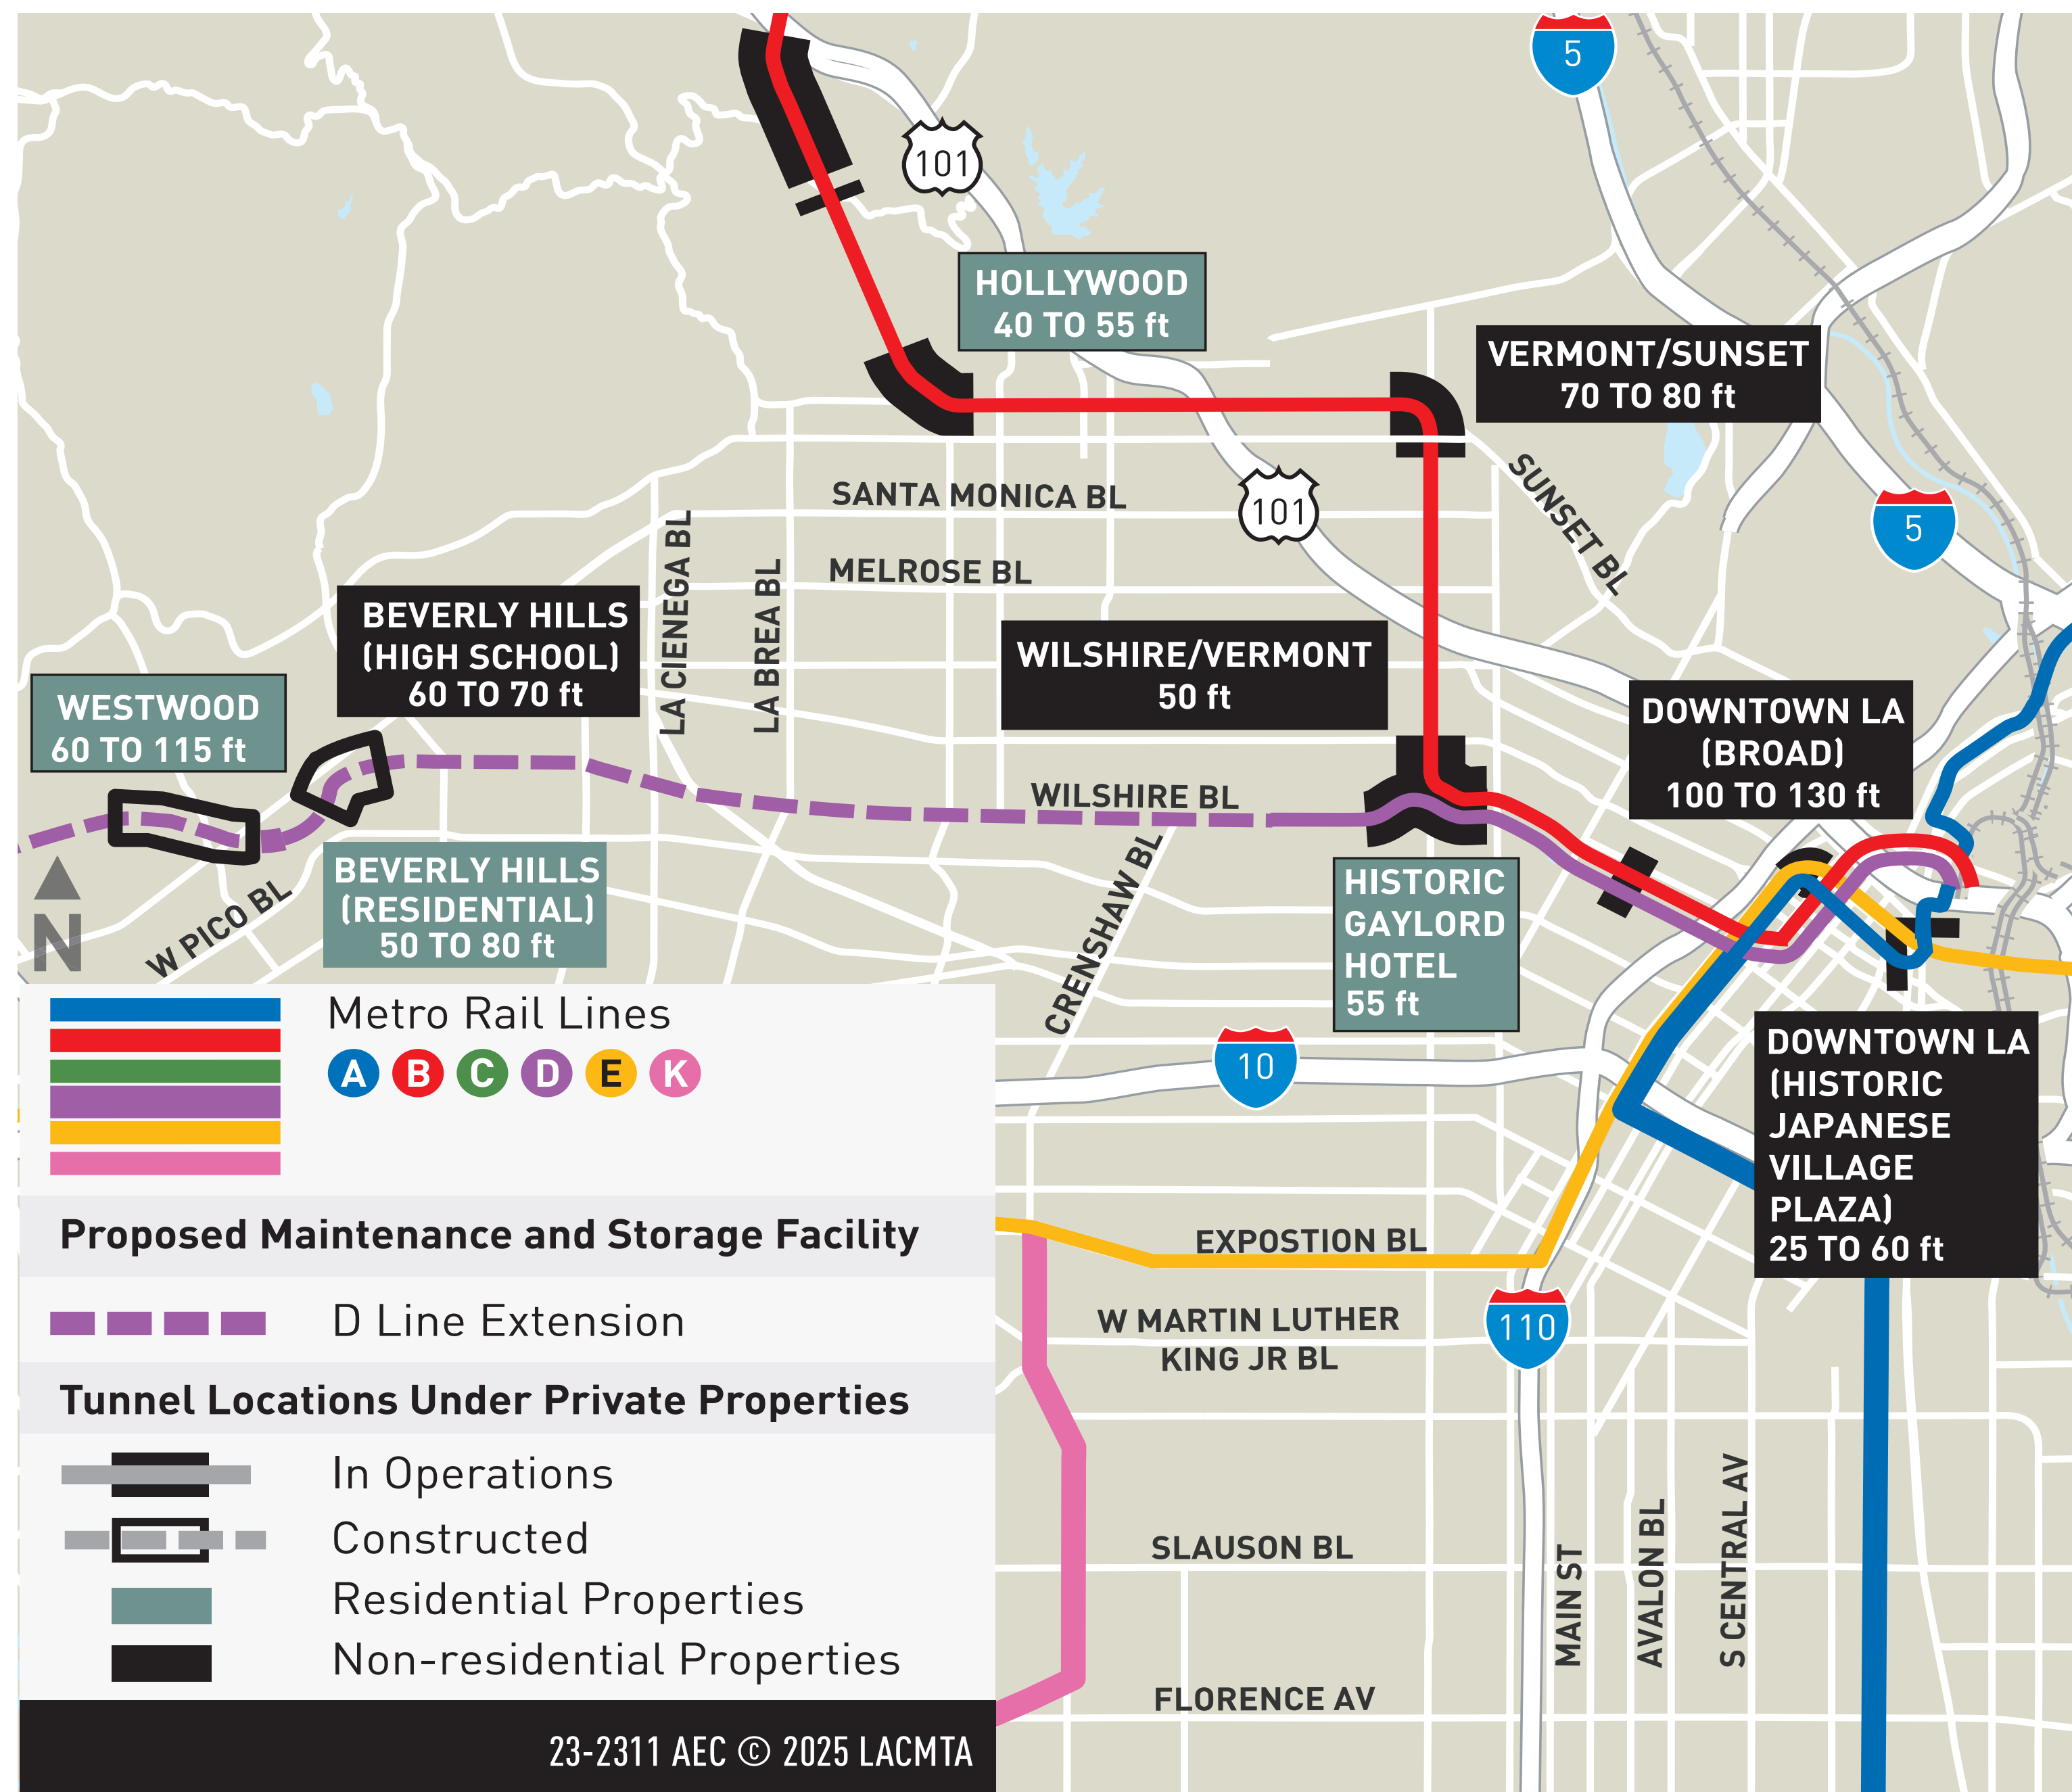 5
101
HOLLYWOOD
40 TO 55 ft
VERMONT/SUNSET
70 TO 80 ft
SANTA MONICA BL
101
SUNSET BL
5
MELROSE BL
LA CIENEGA BL
LA BREA BL
BEVERLY HILLS
(HIGH SCHOOL)
60 TO 70 ft
WILSHIRE/VERMONT
50 ft
WESTWOOD
60 TO 115 ft
DOWNTOWN LA
(BROAD)
100 TO 130 ft
WILSHIRE BL
BEVERLY HILLS
(RESIDENTIAL)
50 TO 80 ft
N
W PICO BL
CRENSHAW BL
HISTORIC
GAYLORD
HOTEL
55 ft
10
DOWNTOWN LA
(HISTORIC
JAPANESE
VILLAGE
PLAZA)
25 TO 60 ft
EXPOSTION BL
W MARTIN LUTHER
KING JR BL
110
SLAUSON BL
MAIN ST
AVALON BL
S CENTRAL AV
FLORENCE AV
Metro Rail Lines
A B C D E K
Proposed Maintenance and Storage Facility
D Line Extension
Tunnel Locations Under Private Properties
In Operations
Constructed
Residential Properties
Non-residential Properties
23-2311 AEC © 2025 LACMTA